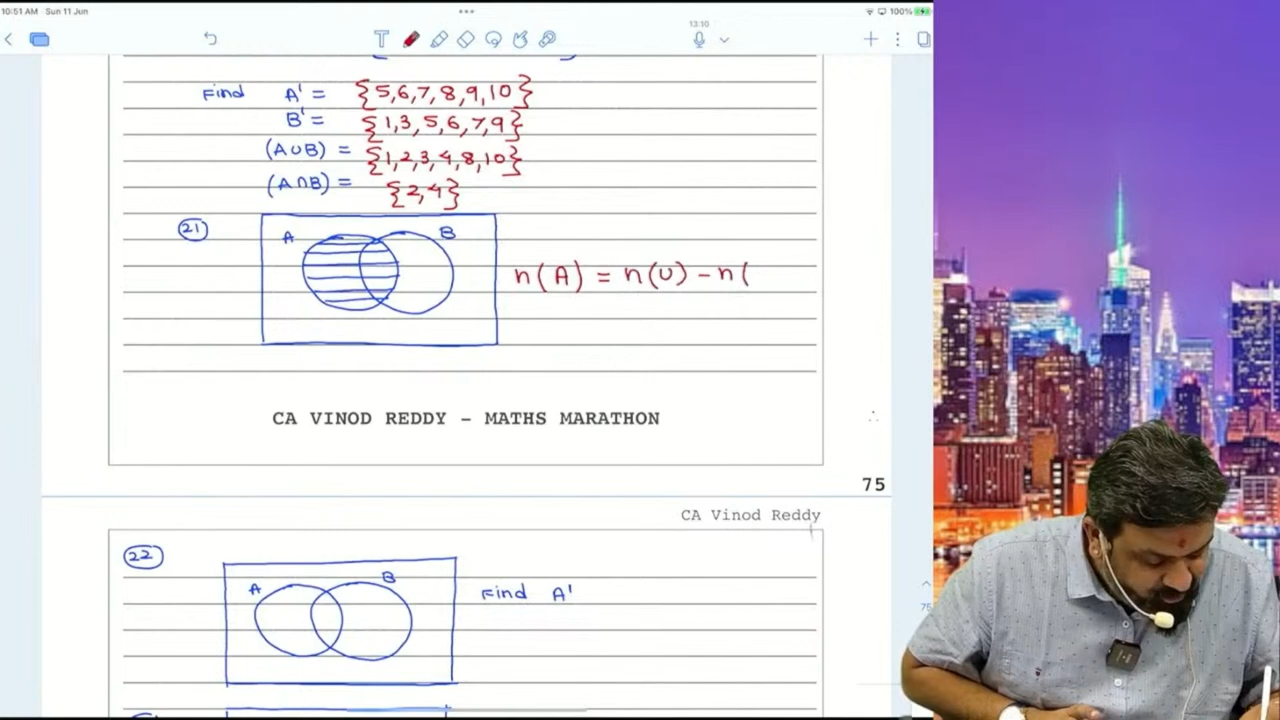 10:51 AM Sun 11 Jun
100%
13:10
T
Find A' = {5,6,7,8,9,10}
B' = {1,3,5,6,7,9}
(A∪B) = {1,2,3,4,8,10}
(A∩B) = {2,4}
21
A B
n(A) = n(U) - n(
CA VINOD REDDY - MATHS MARATHON
75
CA Vinod Reddy
22
A B
Find A'